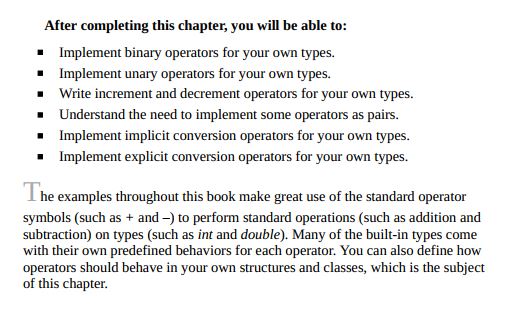 After completing this chapter, you will be able to:
▪ Implement binary operators for your own types.
▪ Implement unary operators for your own types.
▪ Write increment and decrement operators for your own types.
▪ Understand the need to implement some operators as pairs.
▪ Implement implicit conversion operators for your own types.
▪ Implement explicit conversion operators for your own types.
The examples throughout this book make great use of the standard operator
symbols (such as + and –) to perform standard operations (such as addition and
subtraction) on types (such as int and double). Many of the built-in types come
with their own predefined behaviors for each operator. You can also define how
operators should behave in your own structures and classes, which is the subject
of this chapter.